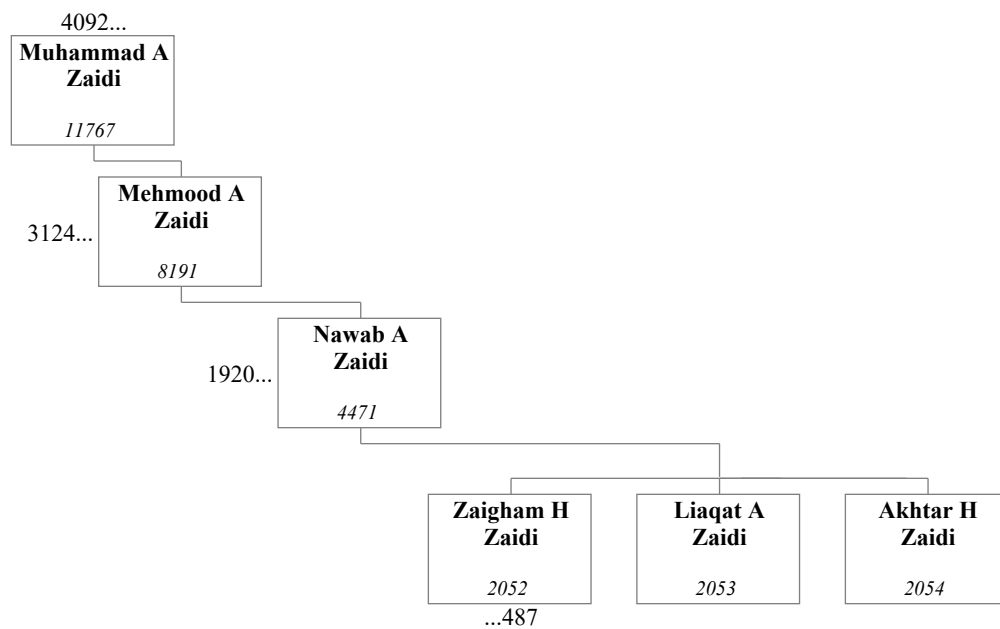 4092...
Muhammad A
Zaidi
11767
Mehmood A
Zaidi
3124...
8191
Nawab A
Zaidi
1920...
4471
Zaigham H
Zaidi
2052
...487
Liaqat A
Zaidi
2053
Akhtar H
Zaidi
2054